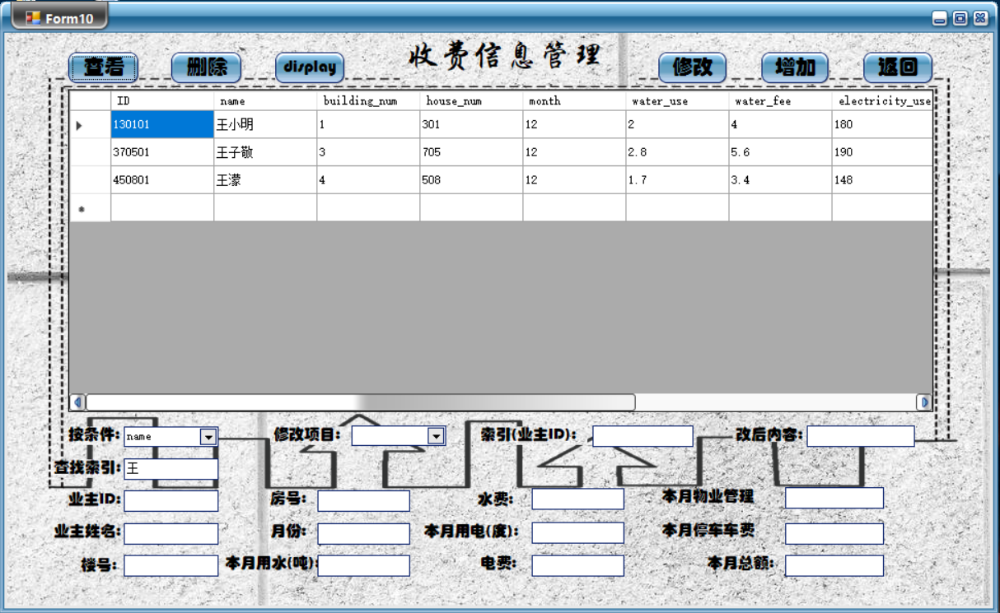 Form10
收费信息管理
查看 删除 display 修改 增加 返回
ID name building_num house_num month water_use water_fee electricity_use
130101 王小明 1 301 12 2 4 180
370501 王子敬 3 705 12 2.8 5.6 190
450801 王濛 4 508 12 1.7 3.4 148
按条件: name 修改项目: 索引(业主ID): 改后内容:
查找索引: 王
业主ID: 房号: 水费: 本月物业管理
业主姓名: 月份: 本月用电(度): 本月停车车费
楼号: 本月用水(吨): 电费: 本月总额: